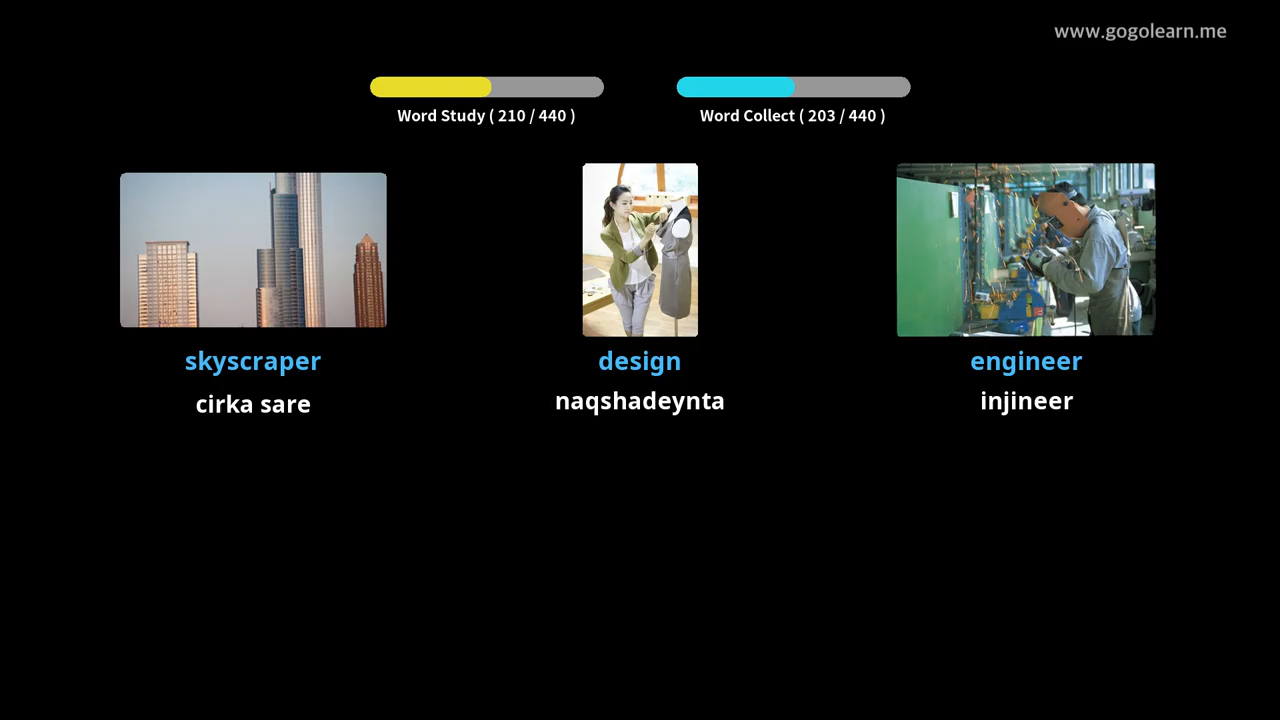 www.gogolearn.me
Word Study ( 210 / 440 )
Word Collect ( 203 / 440 )
skyscraper
design
engineer
cirka sare
naqshadeynta
injineer